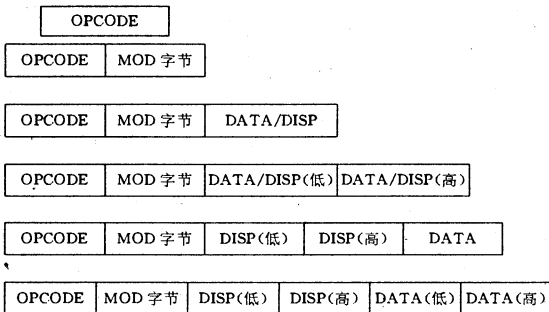 OPCODE
OPCODE MOD 字节
OPCODE MOD 字节 DATA/DISP
OPCODE MOD 字节 DATA/DISP(低) DATA/DISP(高)
OPCODE MOD 字节 DISP(低) DISP(高) DATA
OPCODE MOD 字节 DISP(低) DISP(高) DATA(低) DATA(高)